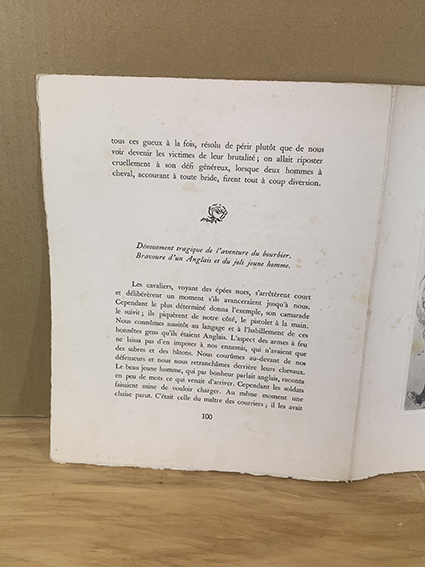 tous ces gueux à la fois, résolu de périr plutôt que de nous
voir devenir les victimes de leur brutalité ; on allait riposter
cruellement à son défi généreux, lorsque deux hommes à
cheval, accourant à toute bride, firent tout à coup diversion.
Dénouement tragique de l'aventure du bourbier.
Bravoure d'un Anglais et du joli jeune homme.
Les cavaliers, voyant des épées nues, s'arrêtèrent court
et délibérèrent un moment s'ils avanceraient jusqu'à nous.
Cependant le plus déterminé donna l'exemple, son camarade
le suivit ; ils piquèrent de notre côté, le pistolet à la main.
Nous connûmes aussitôt au langage et à l'habillement de ces
honnêtes gens qu'ils étaient Anglais. L'aspect des armes à feu
ne laissa pas d'en imposer à nos ennemis, qui n'avaient que
des sabres et des bâtons. Nous courûmes au-devant de nos
défenseurs et nous nous retranchâmes derrière leurs chevaux.
Le beau jeune homme, qui par bonheur parlait anglais, raconta
en peu de mots ce qui venait d'arriver. Cependant les soldats
faisaient mine de vouloir charger. Au même moment une
chaise parut. C'était celle du maître des courriers ; il les avait
100